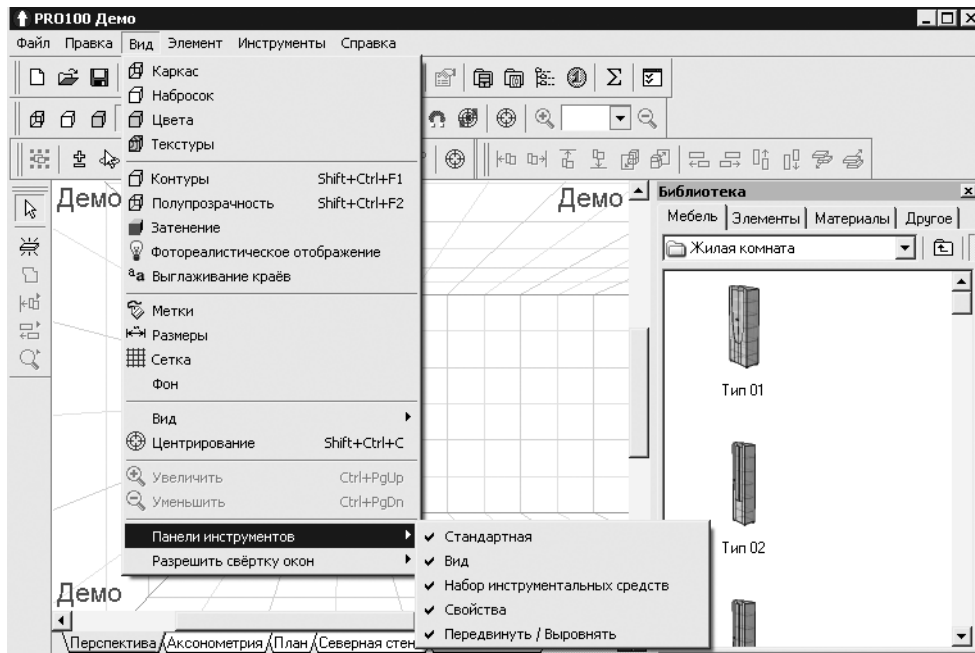 PRO100 Демо
Файл Правка Вид Элемент Инструменты Справка
Каркас
Набросок
Цвета
Текстуры
Контуры Shift+Ctrl+F1
Полупрозрачность Shift+Ctrl+F2
Затенение
Фотореалистическое отображение
aа Выглаживание краёв
Метки
Размеры
Сетка
Фон
Вид
Центрирование Shift+Ctrl+C
Увеличить Ctrl+PgUp
Уменьшить Ctrl+PgDn
Панели инструментов
Разрешить свёртку окон
Стандартная
Вид
Набор инструментальных средств
Свойства
Передвинуть / Выровнять
Демо
Демо
Демо
Перспектива Аксонометрия План Северная стен
Библиотека
Мебель Элементы Материалы Другое
Жилая комната
Тип 01
Тип 02